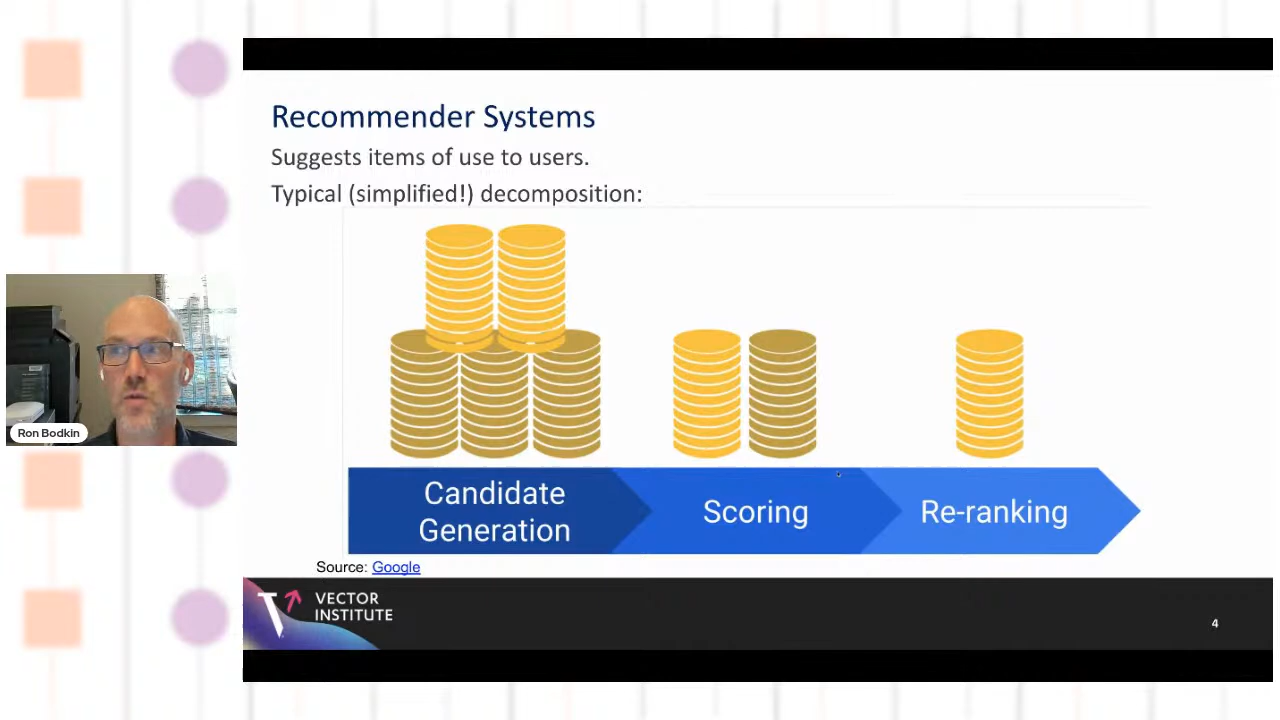 Recommender Systems
Suggests items of use to users.
Typical (simplified!) decomposition:
Candidate
Generation
Scoring
Re-ranking
Source: Google
VECTOR
INSTITUTE
4
Ron Bodkin